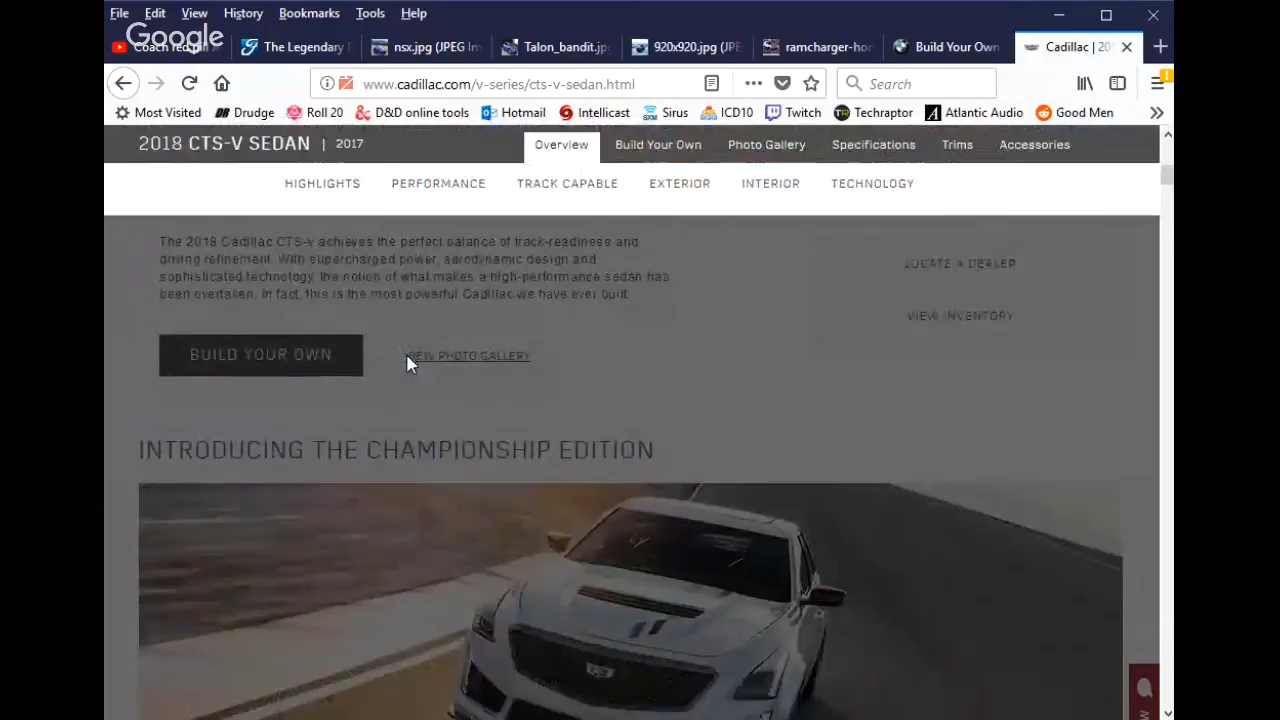 File Edit View History Bookmarks Tools Help
Google
Coach red pill The Legendary nsx.jpg (JPEG Im Talon_bandit.jp 920x920.jpg (JPE ramcharger-hor Build Your Own Cadillac | 20
www.cadillac.com/v-series/cts-v-sedan.html Search
Most Visited Drudge Roll 20 D&D online tools Hotmail Intellicast Sirus ICD10 Twitch Techraptor Atlantic Audio Good Men
2018 CTS-V SEDAN | 2017 Overview Build Your Own Photo Gallery Specifications Trims Accessories
HIGHLIGHTS PERFORMANCE TRACK CAPABLE EXTERIOR INTERIOR TECHNOLOGY
The 2018 Cadillac CTS-V achieves the perfect balance of track-readiness and
driving refinement. With supercharged power, aerodynamic design and
sophisticated technology, the notion of what makes a high-performance sedan has
been overtaken. In fact, this is the most powerful Cadillac we have ever built.
LOCATE A DEALER
VIEW INVENTORY
BUILD YOUR OWN VIEW PHOTO GALLERY
INTRODUCING THE CHAMPIONSHIP EDITION